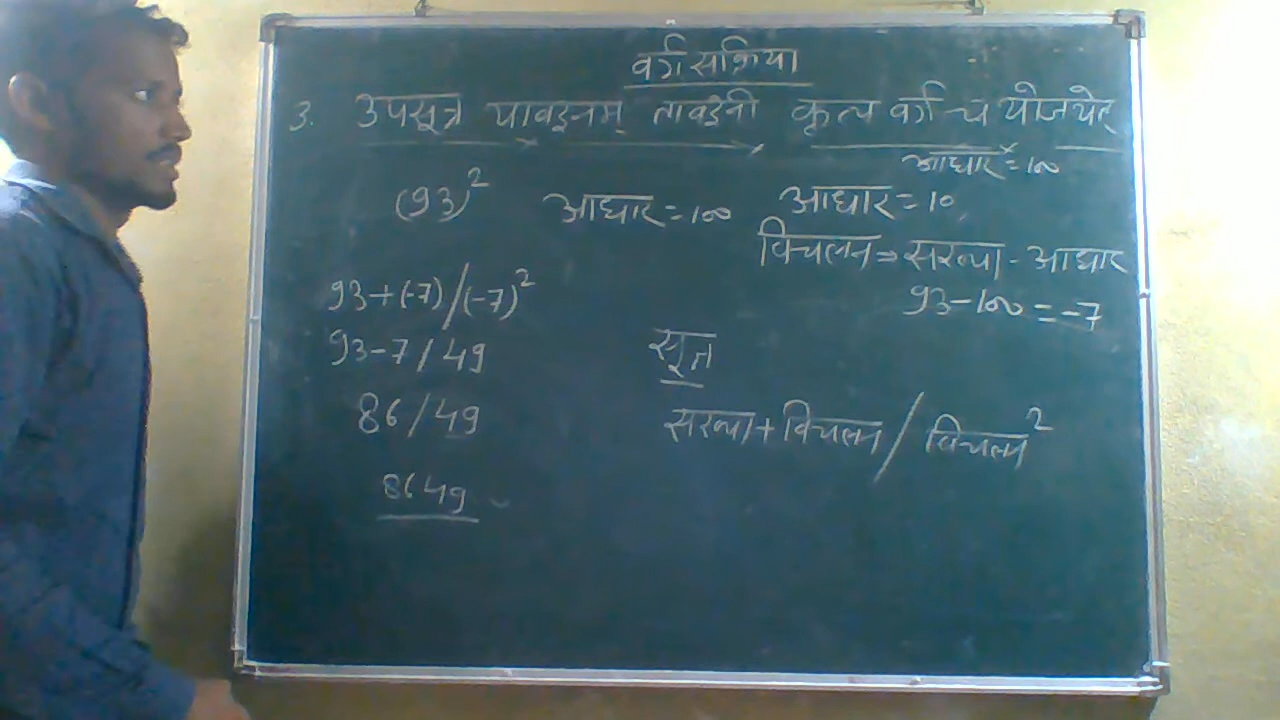 वर्ग सक्रिया
3. उपसूत्र यावदूनम् तावदूनी कृत्य वर्ग च योजयेत्
आधार = 100
(93)² आधार = 100 आधार = 10
विचलन = संख्या - आधार
93 - 100 = -7
93+(-7)/(-7)²
93-7/49
सूत्र
86/49
संख्या + विचलन / विचलन²
8649